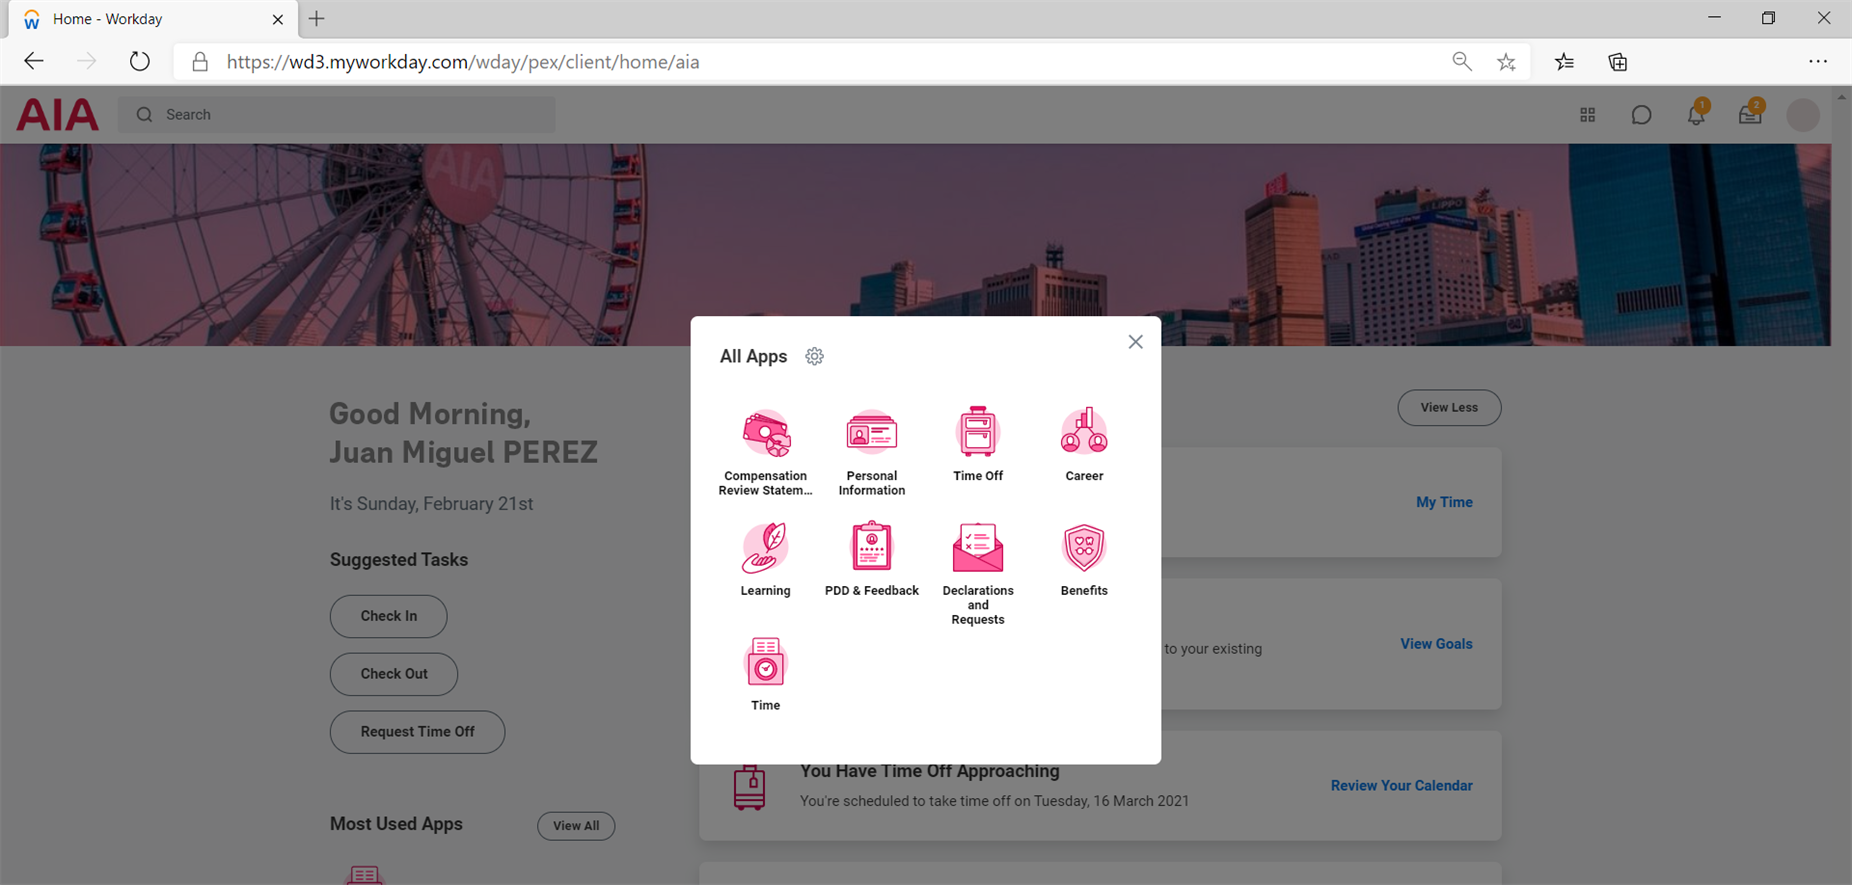 Home - Workday
https://wd3.myworkday.com/wday/pex/client/home/aia
AIA
Search
1
2
AIA
LIPPO
All Apps
Compensation
Review Statem...
Personal
Information
Time Off
Career
Learning
PDD & Feedback
Declarations
and
Requests
Benefits
Time
Good Morning,
Juan Miguel PEREZ
It's Sunday, February 21st
Suggested Tasks
Check In
Check Out
Request Time Off
Most Used Apps
View All
View Less
My Time
to your existing
View Goals
You Have Time Off Approaching
You're scheduled to take time off on Tuesday, 16 March 2021
Review Your Calendar